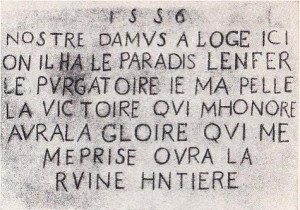 1556
NOSTRE DAMVS A LOGE ICI
ON IL HA LE PARADIS LENFER
LE PVRGATOIRE IE MA PELLE
LA VICTOIRE QVI MHONORE
AVRALA GLOIRE QVI ME
MEPRISE OVRA LA
RVINE HNTIERE